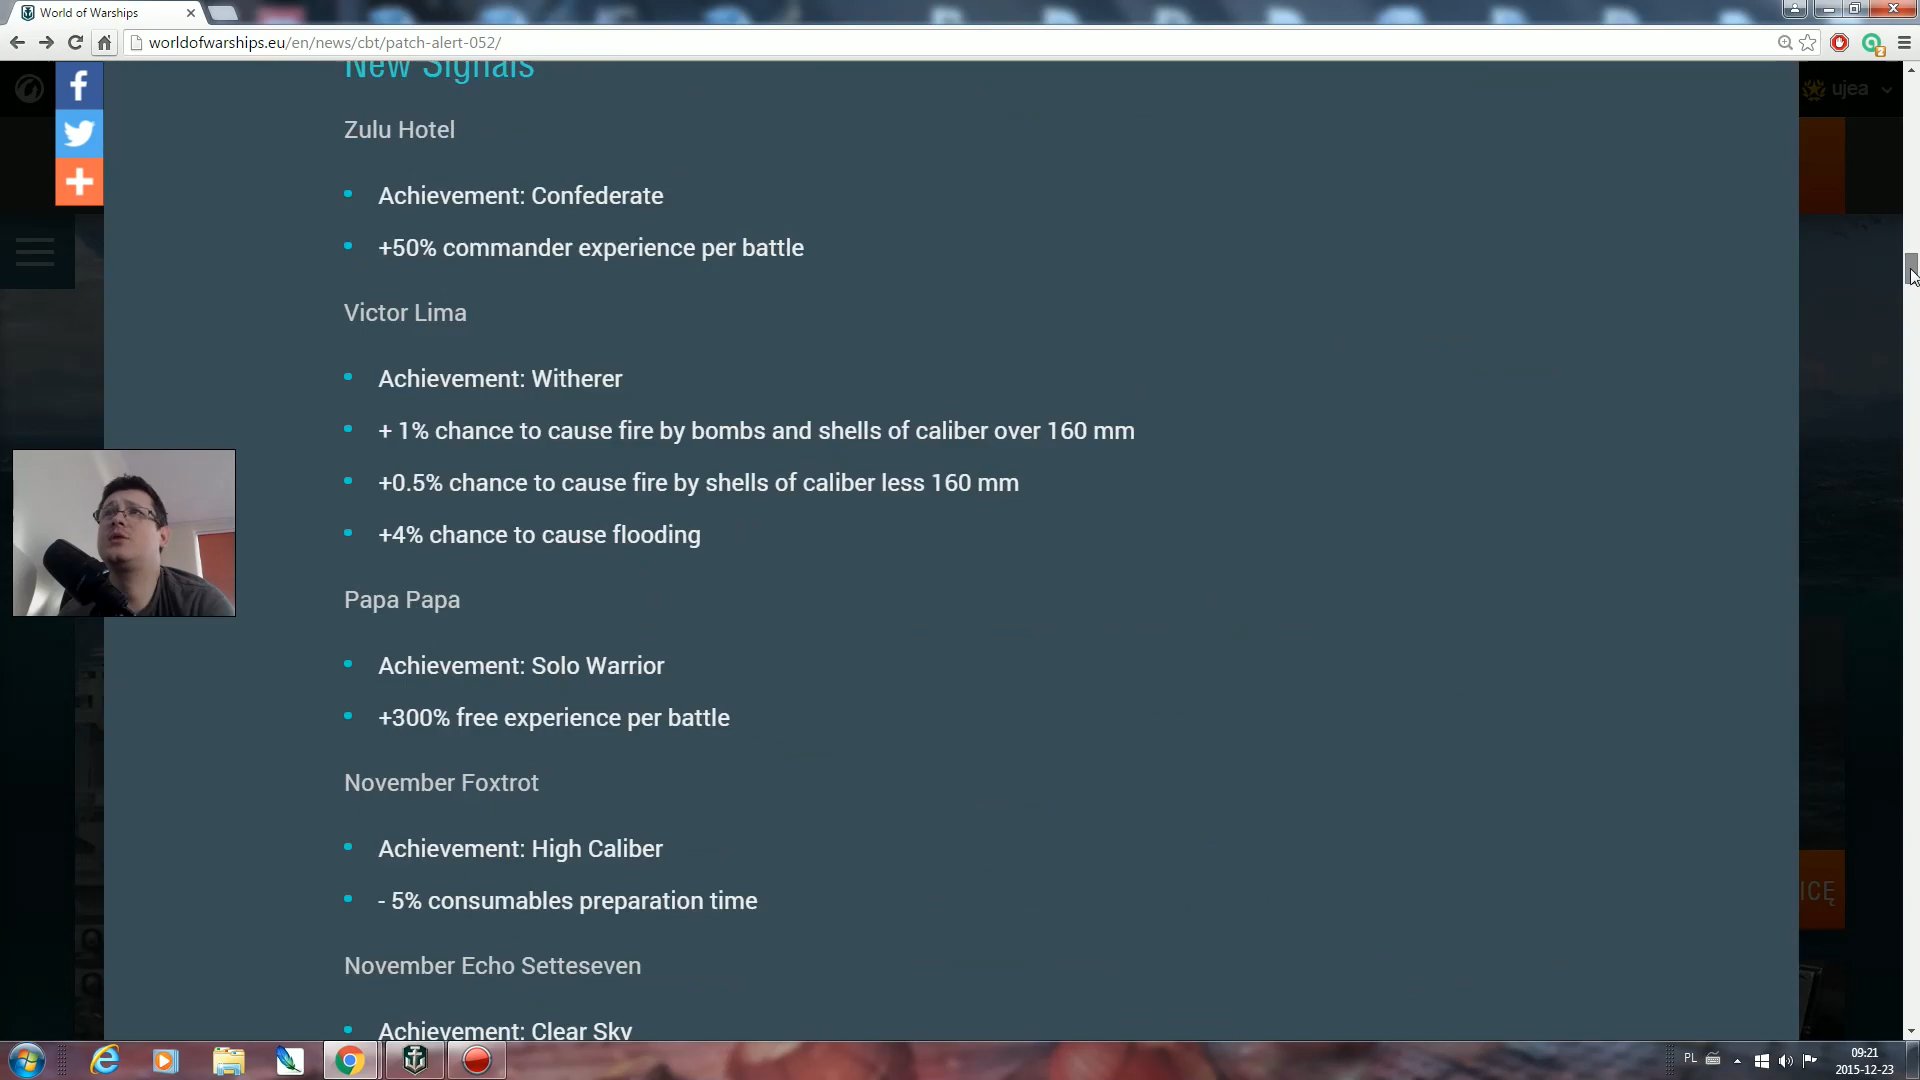 World of Warships
worldofwarships.eu/en/news/cbt/patch-alert-052/
New Signals
ujea
Zulu Hotel
Achievement: Confederate
+50% commander experience per battle
Victor Lima
Achievement: Witherer
+ 1% chance to cause fire by bombs and shells of caliber over 160 mm
+0.5% chance to cause fire by shells of caliber less 160 mm
+4% chance to cause flooding
Papa Papa
Achievement: Solo Warrior
+300% free experience per battle
November Foxtrot
Achievement: High Caliber
- 5% consumables preparation time
ICĘ
November Echo Setteseven
Achievement: Clear Sky
PL
09:21
2015-12-23